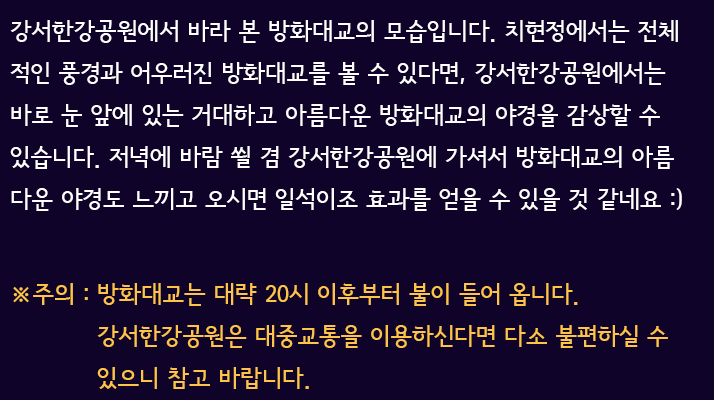 강서한강공원에서 바라 본 방화대교의 모습입니다. 치현정에서는 전체
적인 풍경과 어우러진 방화대교를 볼 수 있다면, 강서한강공원에서는
바로 눈 앞에 있는 거대하고 아름다운 방화대교의 야경을 감상할 수
있습니다. 저녁에 바람 쐴 겸 강서한강공원에 가셔서 방화대교의 아름
다운 야경도 느끼고 오시면 일석이조 효과를 얻을 수 있을 것 같네요 :)
※주의 : 방화대교는 대략 20시 이후부터 불이 들어 옵니다.
강서한강공원은 대중교통을 이용하신다면 다소 불편하실 수
있으니 참고 바랍니다.